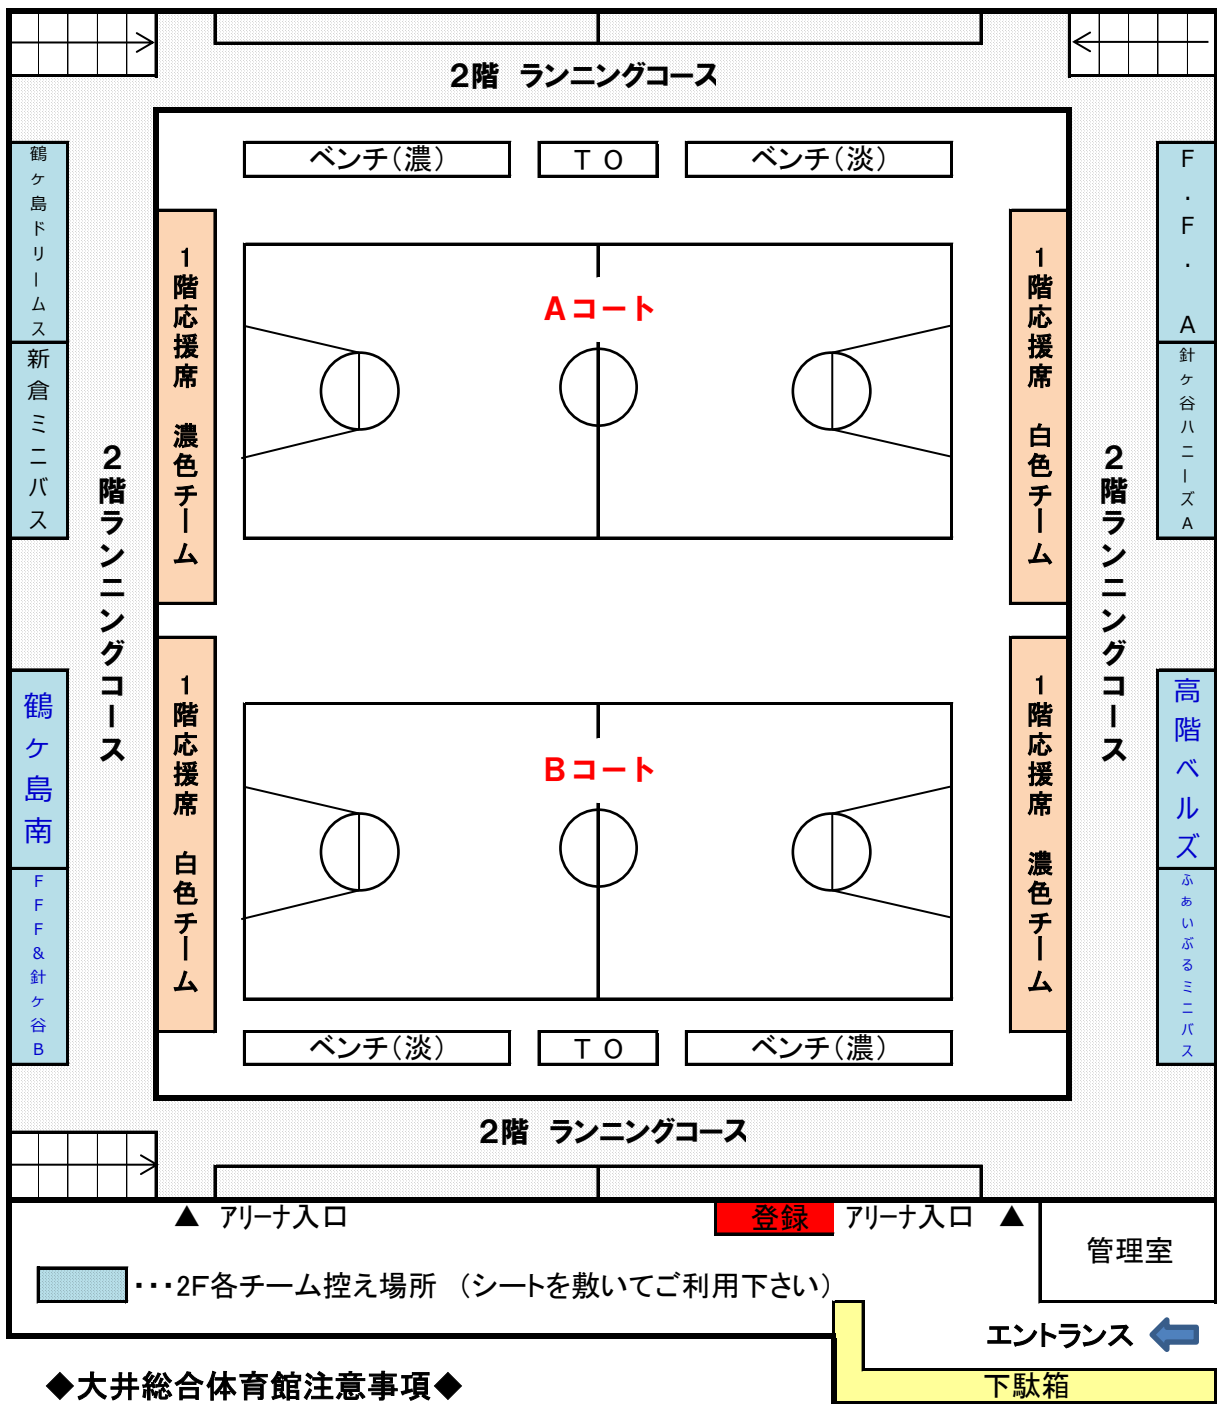 2階 ランニングコース
ベンチ(濃)
TO
ベンチ(淡)
鶴ヶ島ドリームス
新倉ミニバス
2階ランニングコース
1階応援席 濃色チーム
Aコート
1階応援席 白色チーム
2階ランニングコース
F.F.A
針ヶ谷ハニーズA
鶴ヶ島南
FFF&針ヶ谷B
1階応援席 白色チーム
Bコート
1階応援席 濃色チーム
高階ベルズ
ふぁいぶるミニバス
ベンチ(淡)
TO
ベンチ(濃)
2階 ランニングコース
▲ アリーナ入口
登録
アリーナ入口 ▲
管理室
・・・2F各チーム控え場所 (シートを敷いてご利用下さい)
エントランス
下駄箱
◆大井総合体育館注意事項◆